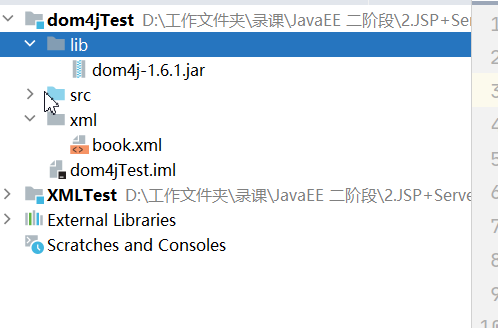 dom4jTest D:\工作文件夹\录课\JavaEE 二阶段\2.JSP+Serv
lib
dom4j-1.6.1.jar
src
xml
book.xml
dom4jTest.iml
XMLTest D:\工作文件夹\录课\JavaEE 二阶段\2.JSP+Serve
External Libraries
Scratches and Consoles
1
2
3
4
5
6
7
8
9
10